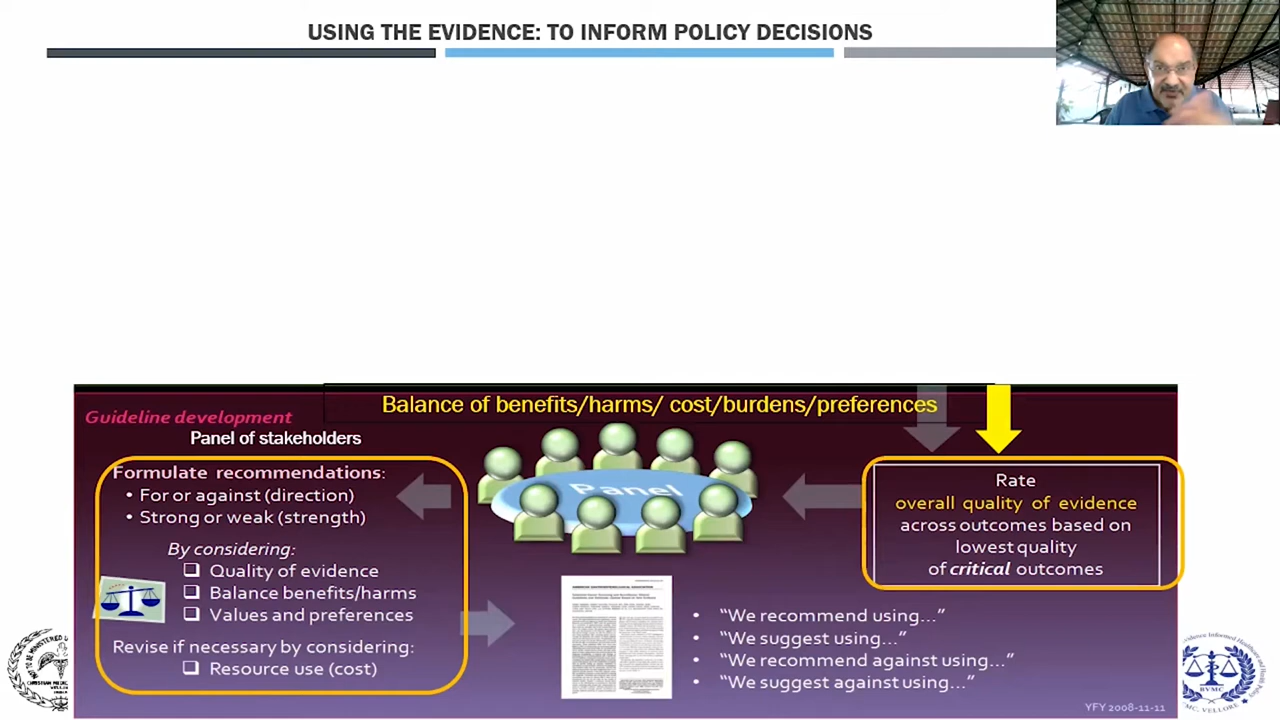 USING THE EVIDENCE: TO INFORM POLICY DECISIONS
Balance of benefits/harms/ cost/burdens/preferences
Guideline development
Panel of stakeholders
Formulate recommendations:
• For or against (direction)
• Strong or weak (strength)
By considering:
❑ Quality of evidence
❑ Balance benefits/harms
❑ Values and preferences
Revise if necessary by considering:
❑ Resource use (cost)
Panel
Rate
overall quality of evidence
across outcomes based on
lowest quality
of critical outcomes
• “We recommend using…”
• “We suggest using…”
• “We recommend against using…”
• “We suggest against using…”
YFY 2008-11-11